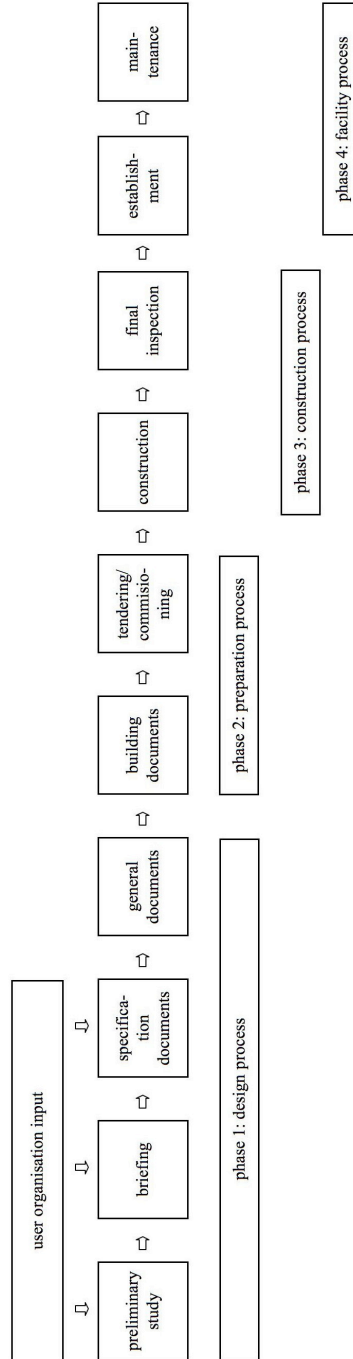 user organisation input
preliminary
study
briefing
specifica-
tion
documents
general
documents
building
documents
tendering/
commisio-
ning
construction
final
inspection
establish-
ment
main-
tenance
phase 1: design process
phase 2: preparation process
phase 3: construction process
phase 4: facility process